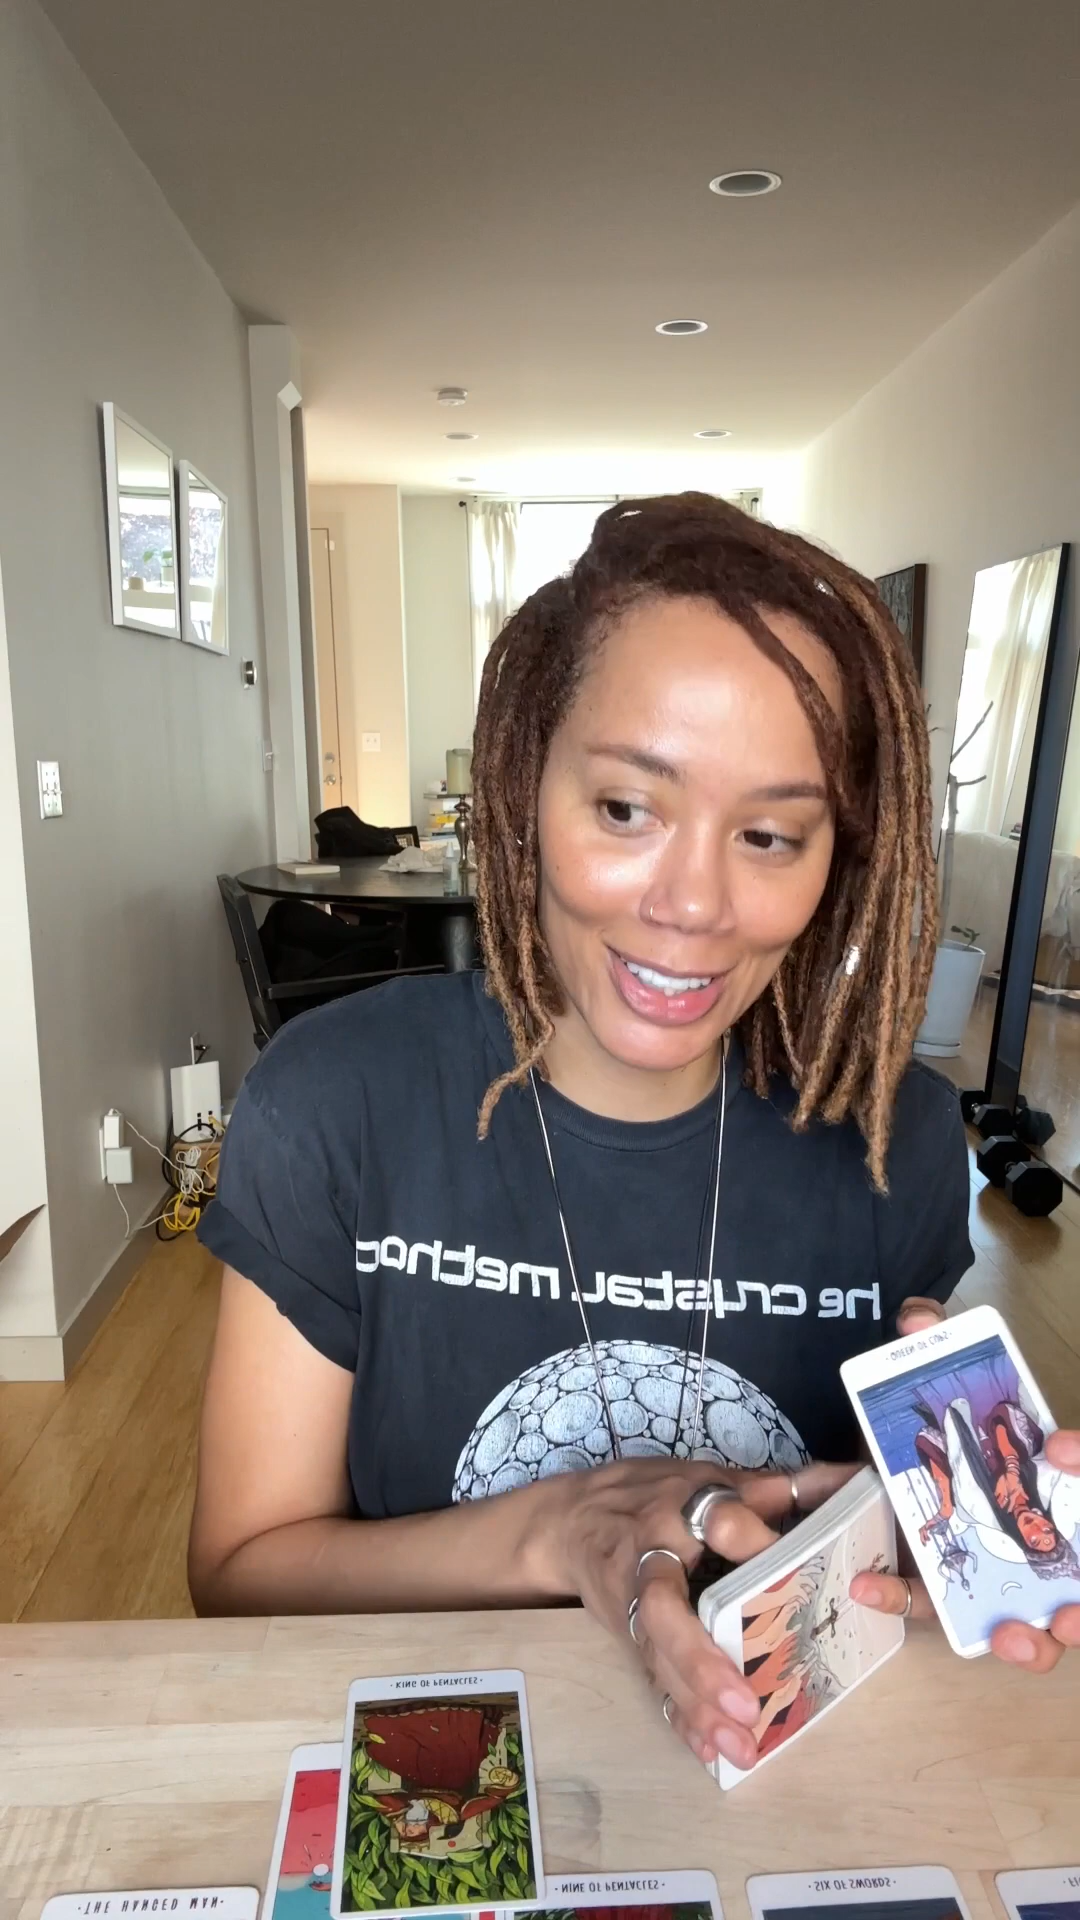 he crystal method
· QUEEN OF CUPS ·
· KING OF PENTACLES ·
· THE HANGED MAN ·
· NINE OF PENTACLES ·
· SIX OF SWORDS ·